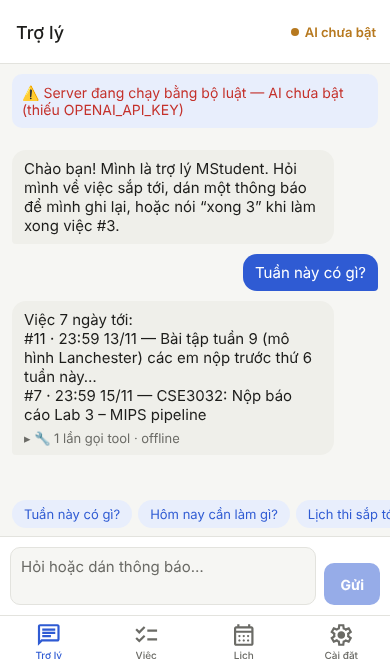 Trợ lý
AI chưa bật
⚠️ Server đang chạy bằng bộ luật — AI chưa bật
(thiếu OPENAI_API_KEY)
Chào bạn! Mình là trợ lý MStudent. Hỏi
mình về việc sắp tới, dán một thông báo
để mình ghi lại, hoặc nói “xong 3” khi làm
xong việc #3.
Tuần này có gì?
Việc 7 ngày tới:
#11 · 23:59 13/11 — Bài tập tuần 9 (mô
hình Lanchester) các em nộp trước thứ 6
tuần này...
#7 · 23:59 15/11 — CSE3032: Nộp báo
cáo Lab 3 – MIPS pipeline
▸ 🔧 1 lần gọi tool · offline
Tuần này có gì?
Hôm nay cần làm gì?
Lịch thi sắp
Hỏi hoặc dán thông báo...
Gửi
Trợ lý
Việc
Lịch
Cài đặt